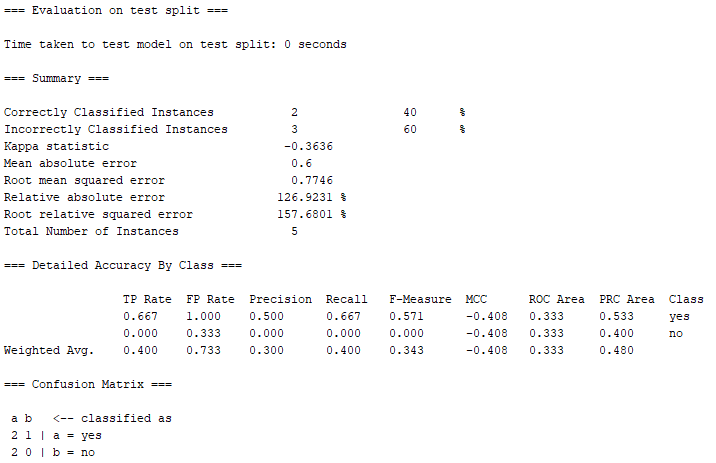 === Evaluation on test split ===
Time taken to test model on test split: 0 seconds
=== Summary ===
Correctly Classified Instances 2 40 %
Incorrectly Classified Instances 3 60 %
Kappa statistic -0.3636
Mean absolute error 0.6
Root mean squared error 0.7746
Relative absolute error 126.9231 %
Root relative squared error 157.6801 %
Total Number of Instances 5
=== Detailed Accuracy By Class ===
TP Rate FP Rate Precision Recall F-Measure MCC ROC Area PRC Area Class
0.667 1.000 0.500 0.667 0.571 -0.408 0.333 0.533 yes
0.000 0.333 0.000 0.000 0.000 -0.408 0.333 0.400 no
Weighted Avg. 0.400 0.733 0.300 0.400 0.343 -0.408 0.333 0.480
=== Confusion Matrix ===
a b <-- classified as
2 1 | a = yes
2 0 | b = no